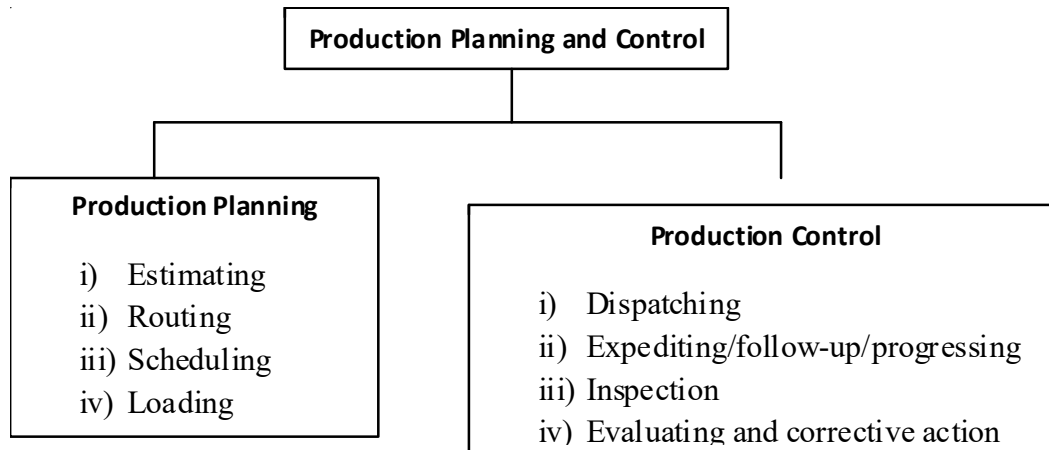 Production Planning and Control
Production Planning
i) Estimating
ii) Routing
iii) Scheduling
iv) Loading
Production Control
i) Dispatching
ii) Expediting/follow-up/progressing
iii) Inspection
iv) Evaluating and corrective action